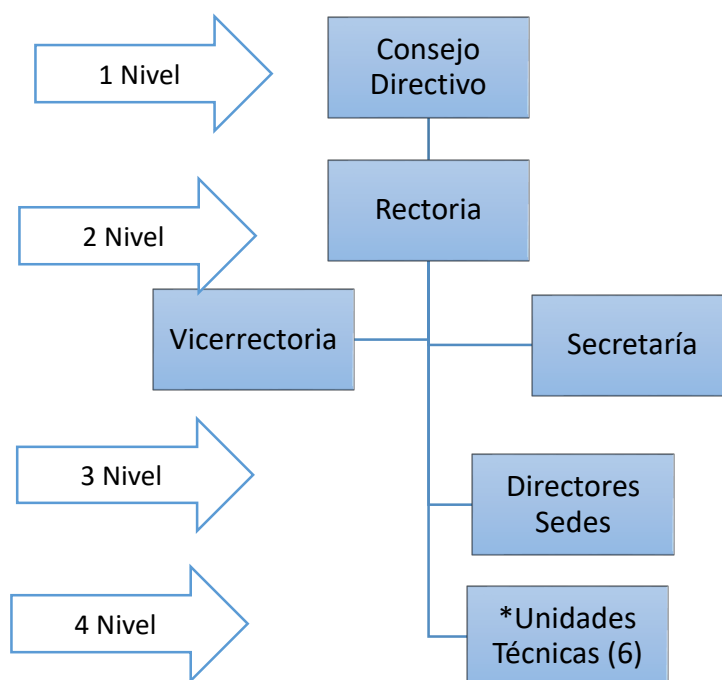 1 Nivel
Consejo
Directivo
2 Nivel
Rectoria
Vicerrectoria
Secretaría
3 Nivel
Directores
Sedes
4 Nivel
*Unidades
Técnicas (6)